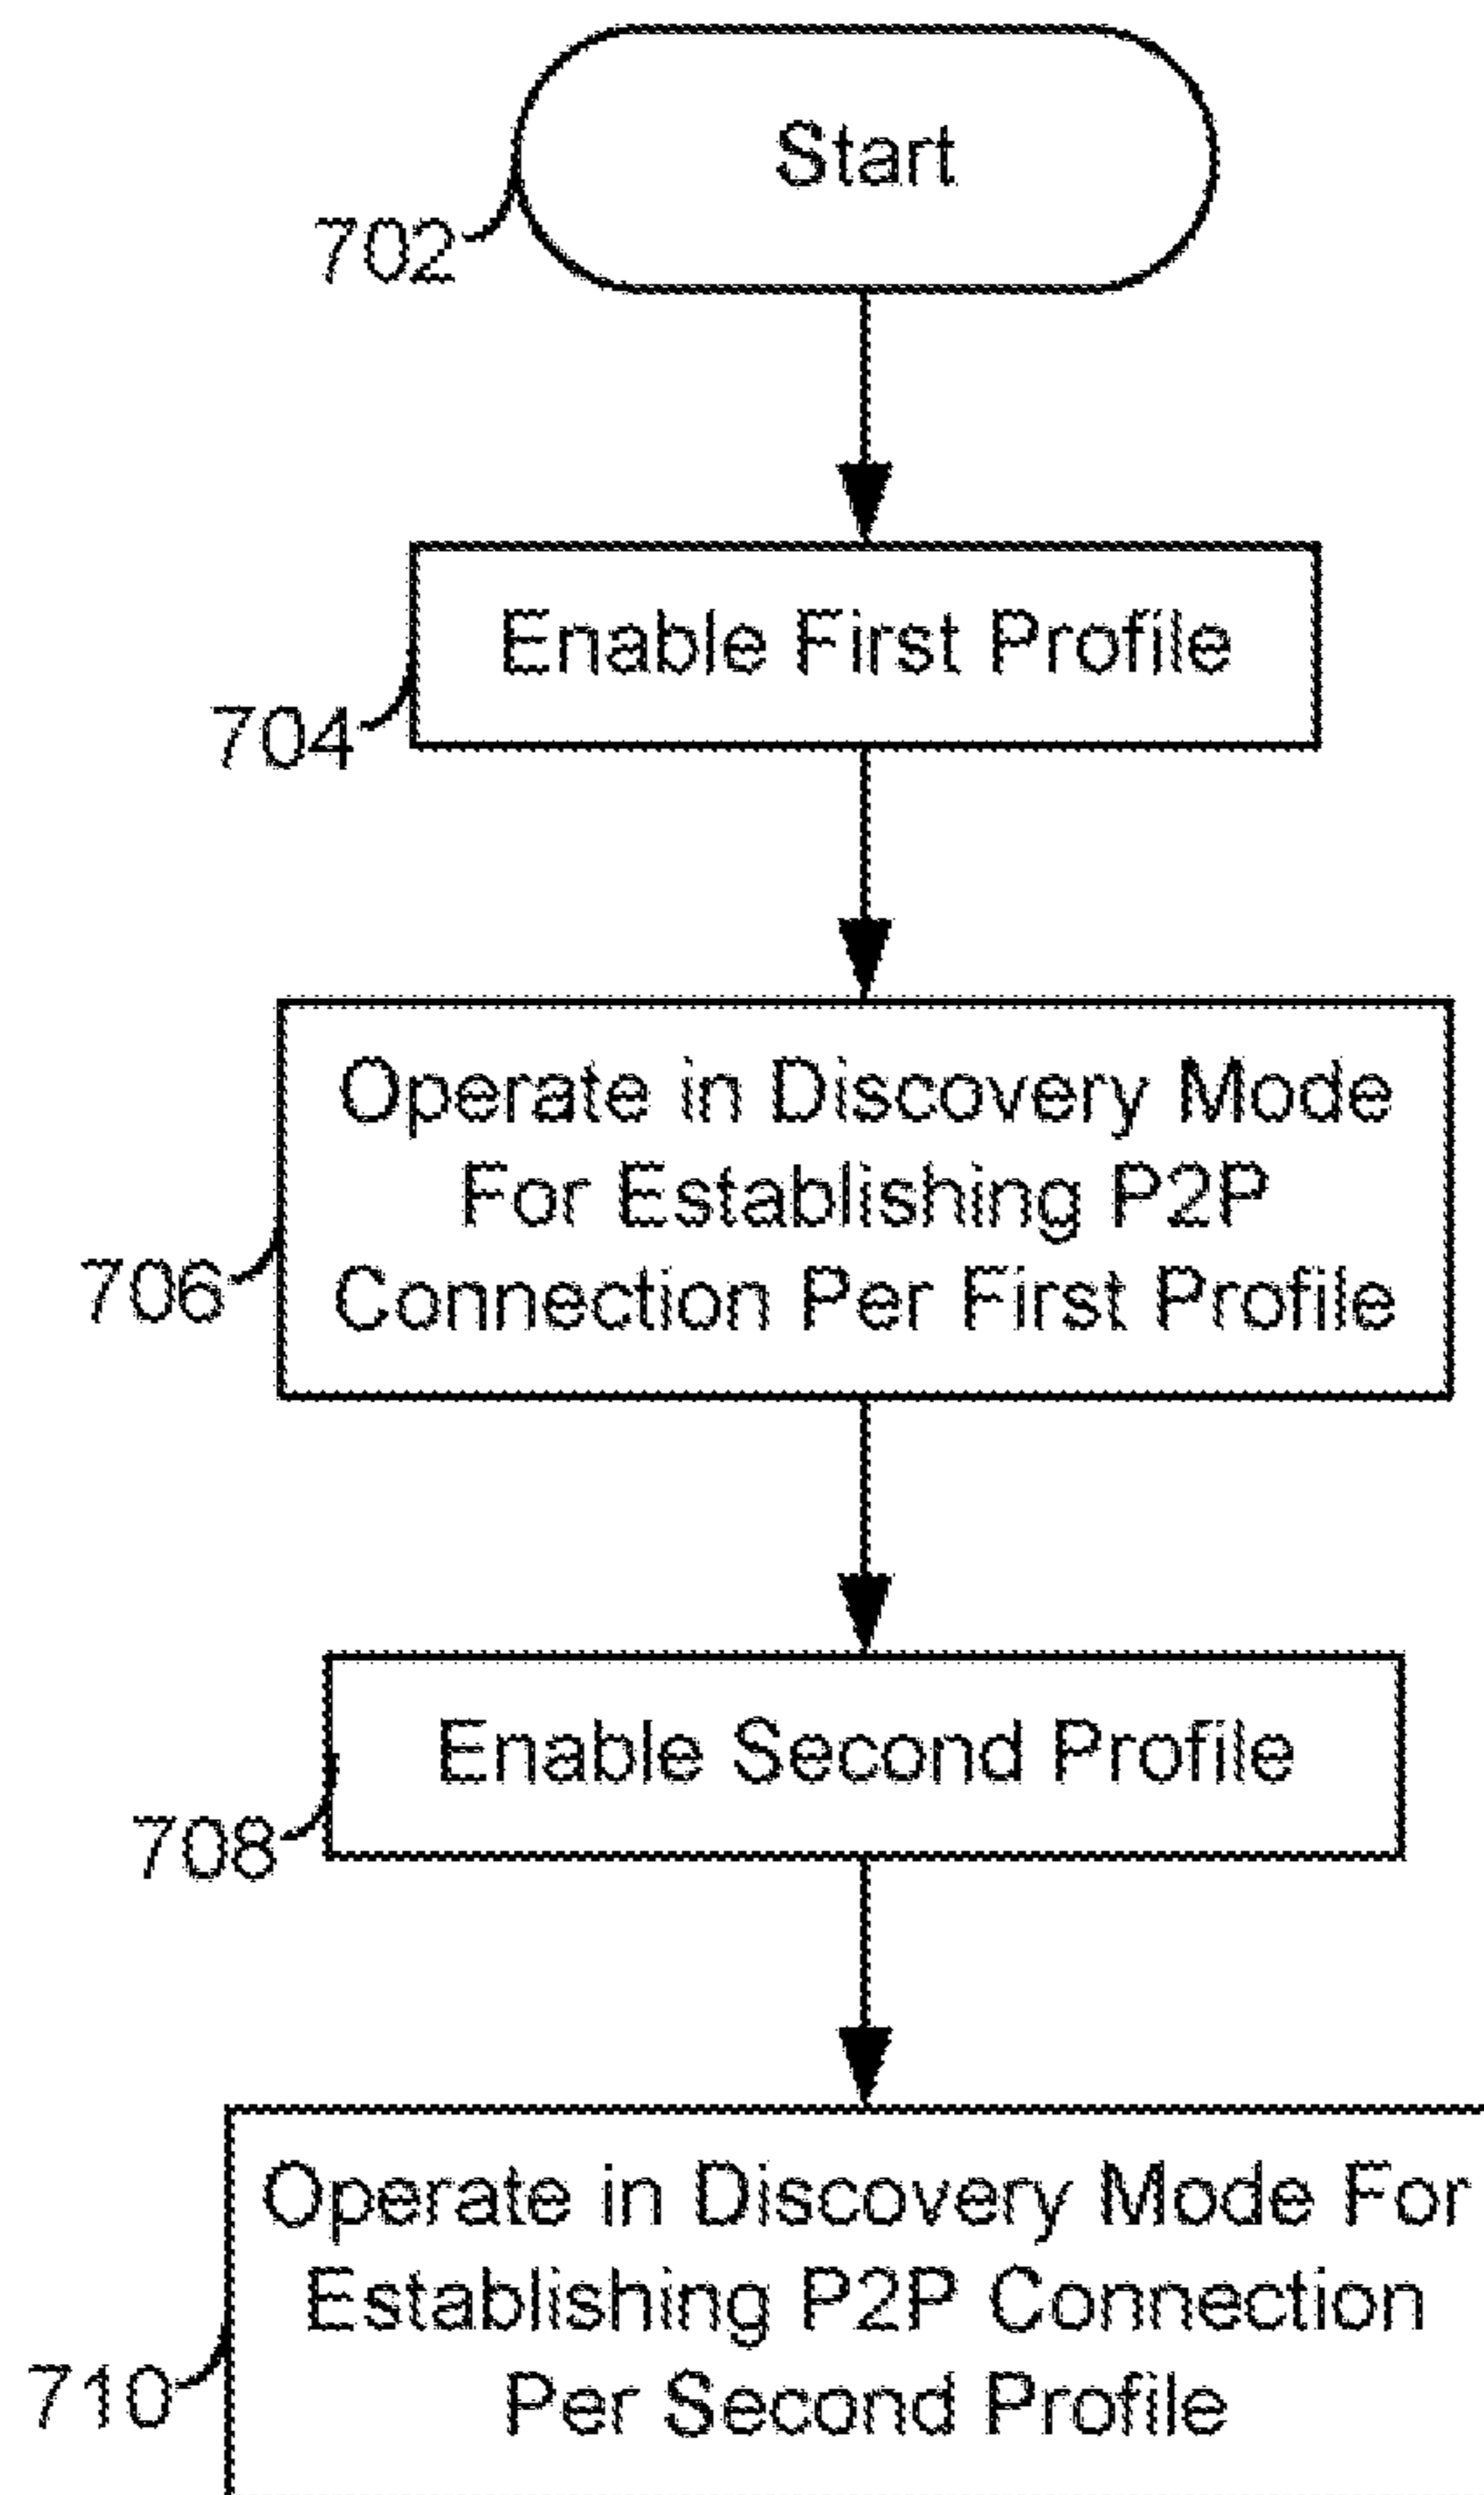 Start
702
Enable First Profile
704
Operate in Discovery Mode
For Establishing P2P
Connection Per First Profile
706
Enable Second Profile
708
Operate in Discovery Mode For
Establishing P2P Connection
Per Second Profile
710